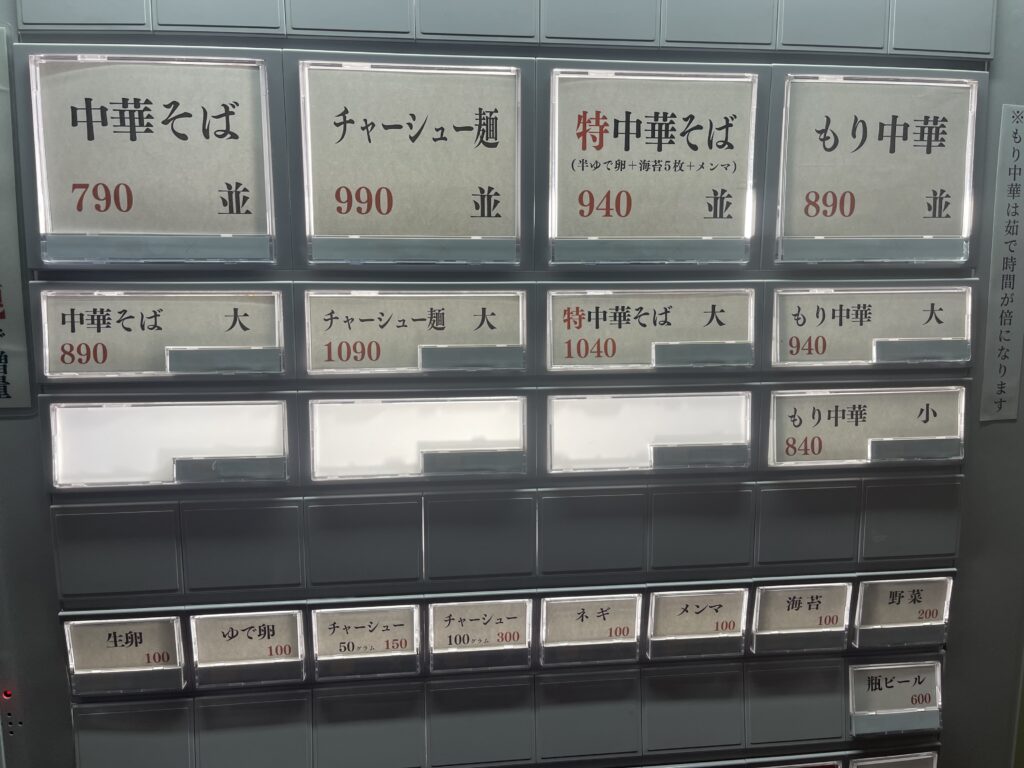 中華そば
790 並
チャーシュー麺
990 並
特中華そば
(半ゆで卵+海苔5枚+メンマ)
940 並
もり中華
890 並
中華そば 大
890
チャーシュー麺 大
1090
特中華そば 大
1040
もり中華 大
940
もり中華 小
840
生卵
100
ゆで卵
100
チャーシュー
50グラム 150
チャーシュー
100グラム 300
ネギ
100
メンマ
100
海苔
100
野菜
200
瓶ビール
600
※もり中華は茹で時間が倍になります
増量